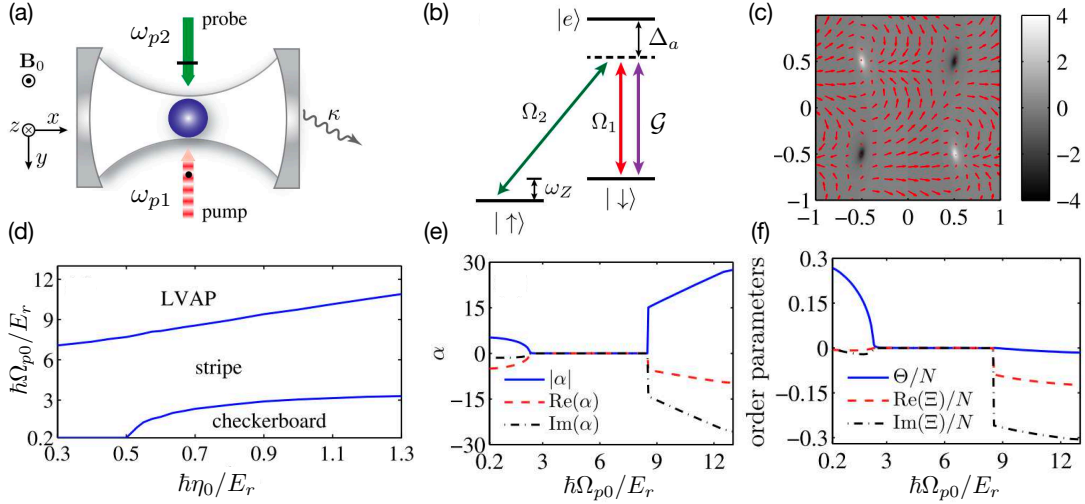 (a)
ω_{p2}
probe
B_0
z
x
y
κ
ω_{p1}
pump
(b)
|e⟩
Δ_a
Ω_2
Ω_1
𝒢
ω_Z
|↑⟩
|↓⟩
(c)
1
0.5
0
-0.5
-1
-1 -0.5 0 0.5 1
4
2
0
-2
-4
(d)
ℏΩ_{p0}/E_r
12
9
6
3
0.2
LVAP
stripe
checkerboard
0.3 0.5 0.7 0.9 1.1 1.3
ℏη_0/E_r
(e)
α
30
15
0
-15
-30
|α|
Re(α)
Im(α)
0.2 3 6 9 12
ℏΩ_{p0}/E_r
(f)
order parameters
0.3
0.15
0
-0.15
-0.3
Θ/N
Re(Ξ)/N
Im(Ξ)/N
0.2 3 6 9 12
ℏΩ_{p0}/E_r